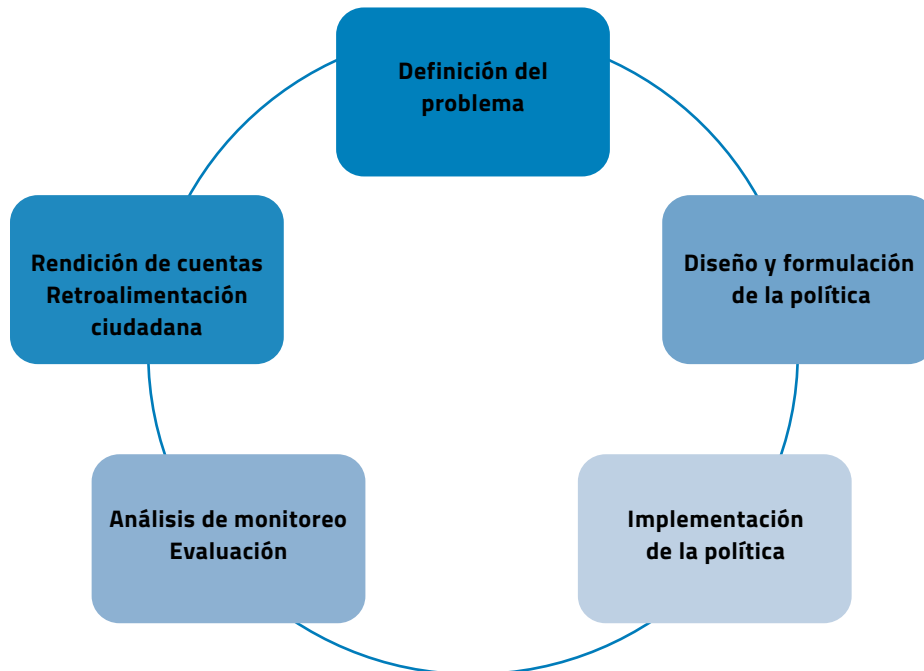 Definición del
problema
Diseño y formulación
de la política
Implementación
de la política
Análisis de monitoreo
Evaluación
Rendición de cuentas
Retroalimentación
ciudadana